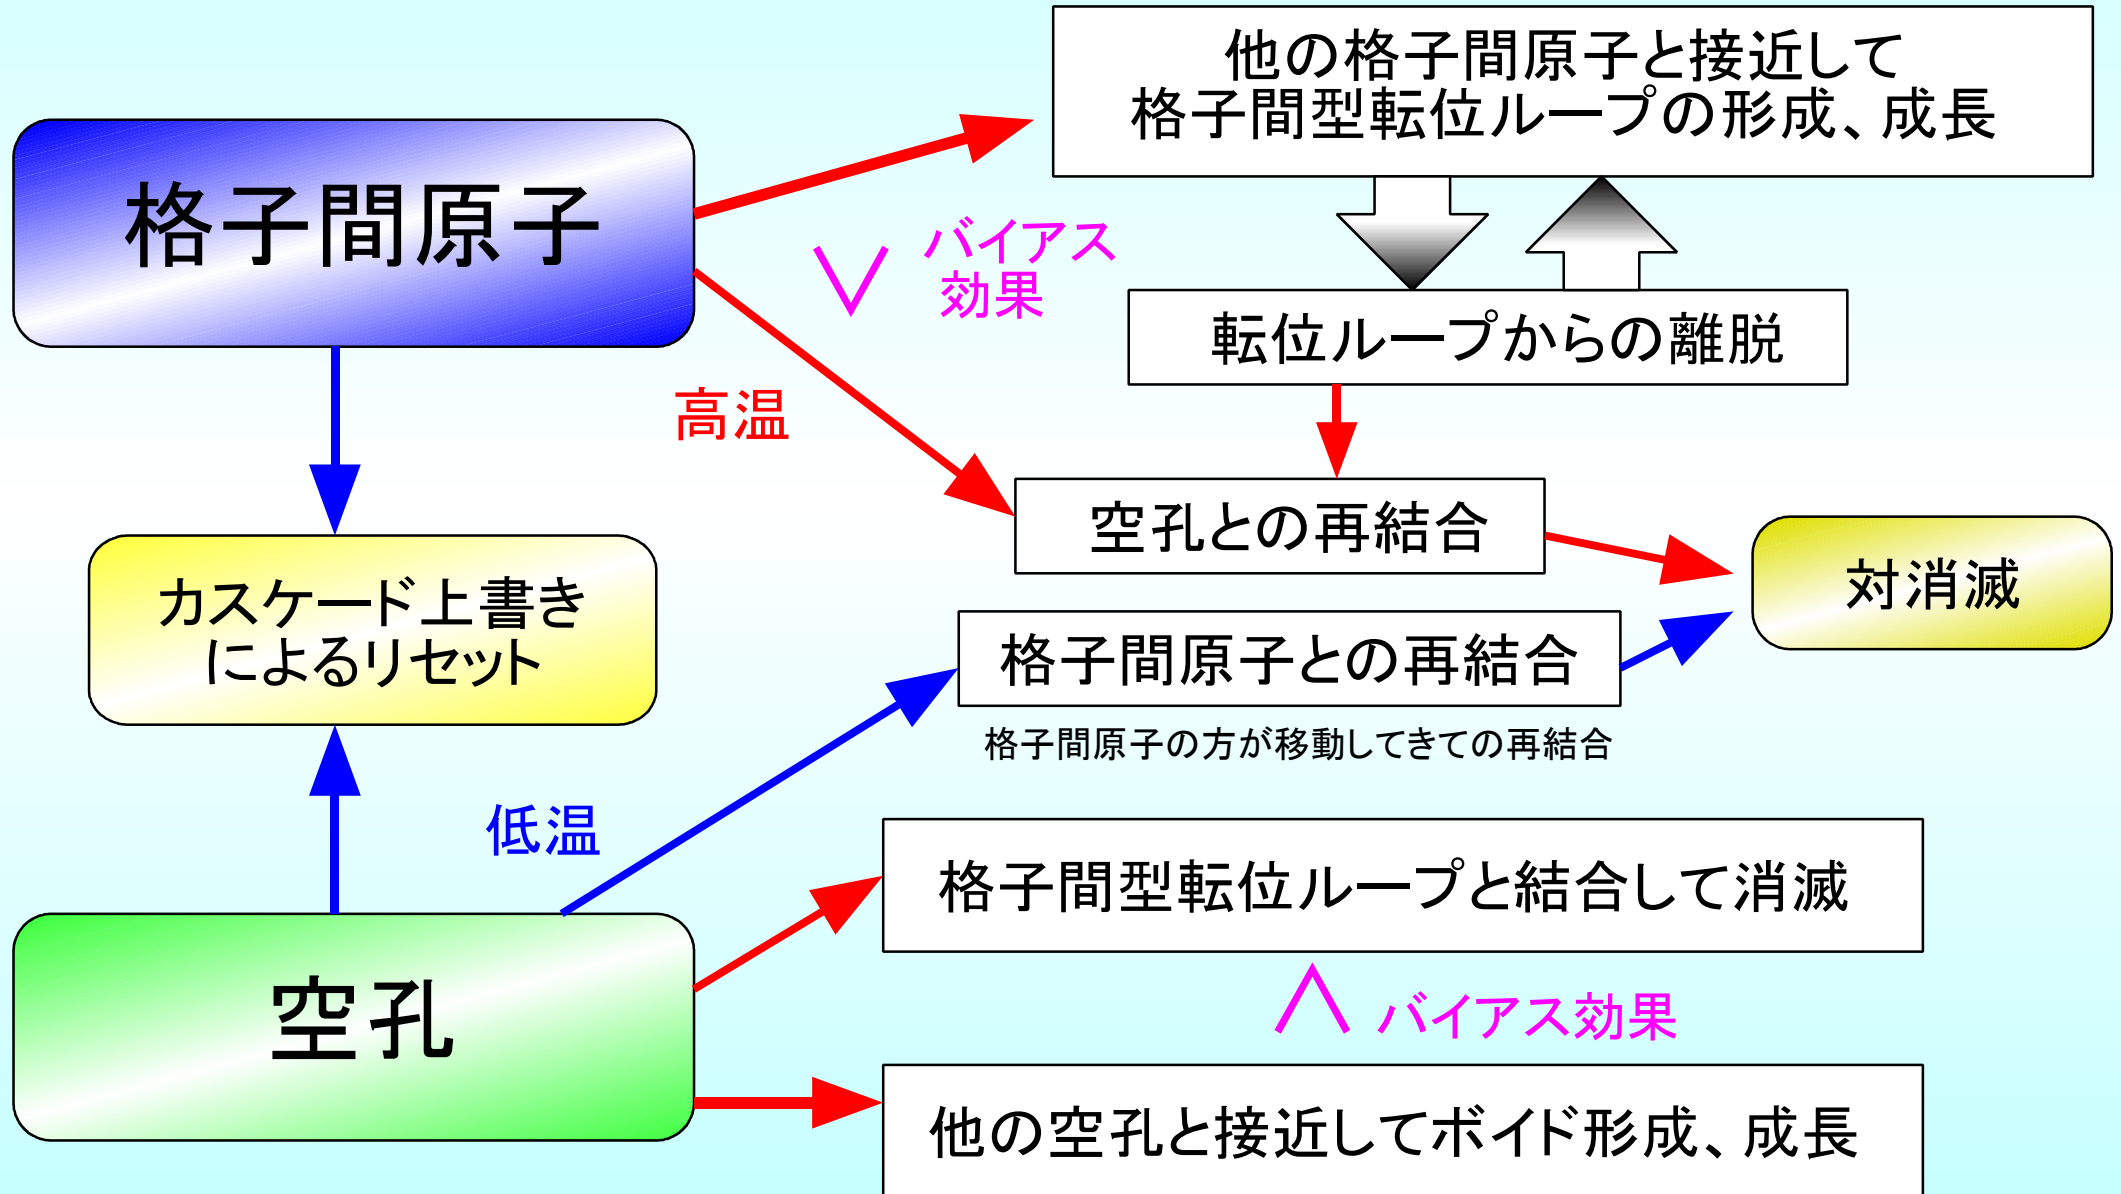 他の格子間原子と接近して
格子間型転位ループの形成、成長
格子間原子
バイアス
効果
転位ループからの離脱
高温
空孔との再結合
対消滅
カスケード上書き
によるリセット
格子間原子との再結合
格子間原子の方が移動してきての再結合
低温
格子間型転位ループと結合して消滅
空孔
バイアス効果
他の空孔と接近してボイド形成、成長